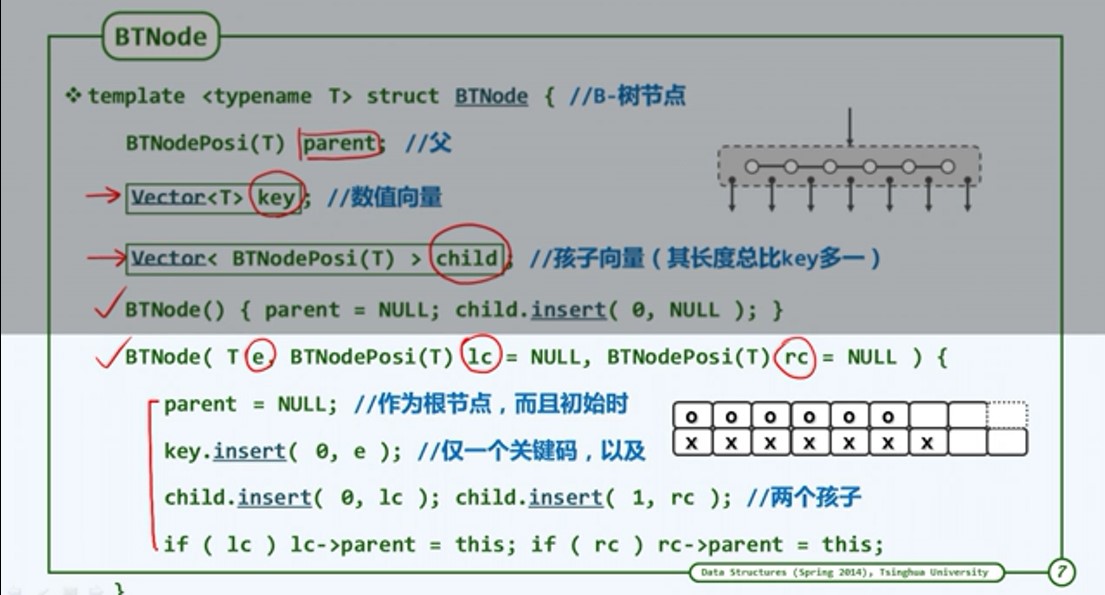 BTNode
❖ template <typename T> struct BTNode { //B-树节点
BTNodePosi(T) parent; //父
Vector<T> key; //数值向量
Vector< BTNodePosi(T) > child; //孩子向量（其长度总比key多一）
BTNode() { parent = NULL; child.insert( 0, NULL ); }
BTNode( T e, BTNodePosi(T) lc = NULL, BTNodePosi(T) rc = NULL ) {
parent = NULL; //作为根节点，而且初始时
o o o o o o
key.insert( 0, e ); //仅一个关键码，以及
x x x x x x x
child.insert( 0, lc ); child.insert( 1, rc ); //两个孩子
if ( lc ) lc->parent = this; if ( rc ) rc->parent = this;
Data Structures (Spring 2014), Tsinghua University
7
}